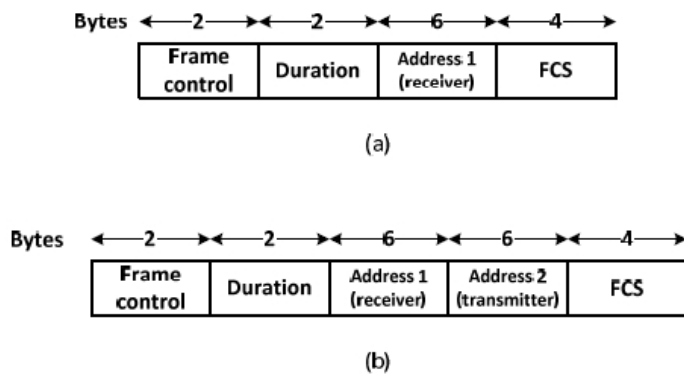 Bytes 2 2 6 4
Frame control Duration Address 1 (receiver) FCS
(a)
Bytes 2 2 6 6 4
Frame control Duration Address 1 (receiver) Address 2 (transmitter) FCS
(b)